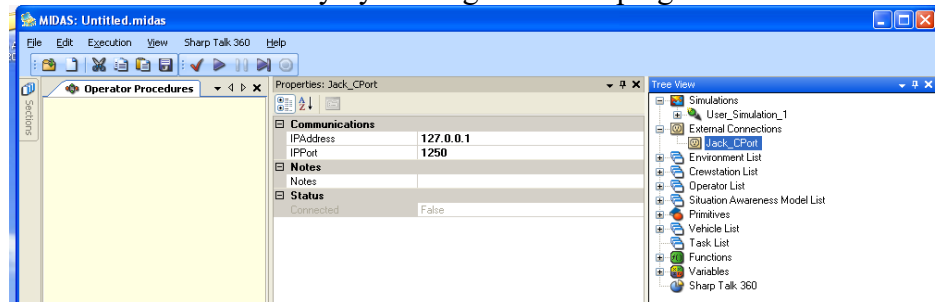 MIDAS: Untitled.midas
File Edit Execution View Sharp Talk 360 Help
Sections
Operator Procedures
Properties: Jack_CPort
Communications
IPAddress 127.0.0.1
IPPort 1250
Notes
Notes
Status
Connected False
Tree View
Simulations
User_Simulation_1
External Connections
Jack_CPort
Environment List
Crewstation List
Operator List
Situation Awareness Model List
Primitives
Vehicle List
Task List
Functions
Variables
Sharp Talk 360